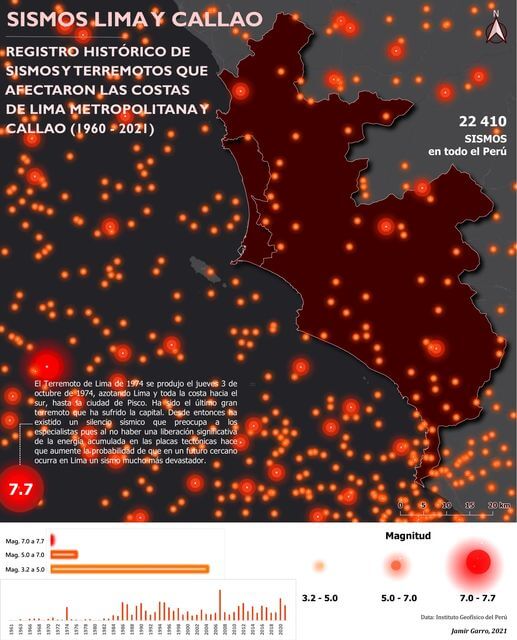 SISMOS LIMA Y CALLAO
REGISTRO HISTÓRICO DE
SISMOS Y TERREMOTOS QUE
AFECTARON LAS COSTAS
DE LIMA METROPOLITANA Y
CALLAO (1960 - 2021)
N
22 410
SISMOS
en todo el Perú
El Terremoto de Lima de 1974 se produjo el jueves 3 de
octubre de 1974, azotando Lima y toda la costa hacia el
sur, hasta la ciudad de Pisco. Ha sido el último gran
terremoto que ha sufrido la capital. Desde entonces ha
existido un silencio sísmico que preocupa a los
especialistas pues al no haber una liberación significativa
de la energía acumulada en las placas tectónicas hace
que aumente la probabilidad de que en un futuro cercano
ocurra en Lima un sismo mucho más devastador.
7.7
0 5 10 15 20 km
Mag. 7.0 a 7.7
Mag. 5.0 a 7.0
Mag. 3.2 a 5.0
Magnitud
3.2 - 5.0 5.0 - 7.0 7.0 - 7.7
1961 1963 1966 1968 1970 1972 1974 1976 1978 1980 1982 1984 1986 1988 1990 1992 1994 1996 1998 2000 2002 2004 2006 2008 2010 2012 2014 2016 2018 2020
Data: Instituto Geofísico del Perú
Jamir Garro, 2021